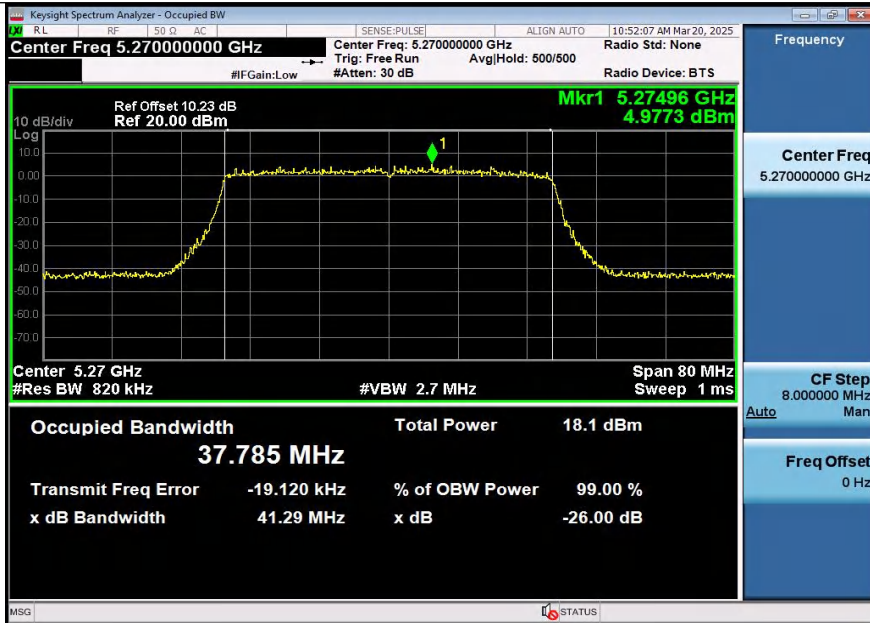 Keysight Spectrum Analyzer - Occupied BW
LXI RL RF 50 Ω AC SENSE:PULSE ALIGN AUTO 10:52:07 AM Mar 20, 2025
Center Freq 5.270000000 GHz
Center Freq: 5.270000000 GHz Radio Std: None
Trig: Free Run Avg|Hold: 500/500
#IFGain:Low #Atten: 30 dB Radio Device: BTS
Ref Offset 10.23 dB
10 dB/div Ref 20.00 dBm
Mkr1 5.27496 GHz
4.9773 dBm
Log
10.0
0.00
-10.0
-20.0
-30.0
-40.0
-50.0
-60.0
-70.0
1
Center 5.27 GHz Span 80 MHz
#Res BW 820 kHz #VBW 2.7 MHz Sweep 1 ms
Occupied Bandwidth Total Power 18.1 dBm
37.785 MHz
Transmit Freq Error -19.120 kHz % of OBW Power 99.00 %
x dB Bandwidth 41.29 MHz x dB -26.00 dB
MSG STATUS
Frequency
Center Freq
5.270000000 GHz
CF Step
8.000000 MHz
Auto Man
Freq Offset
0 Hz